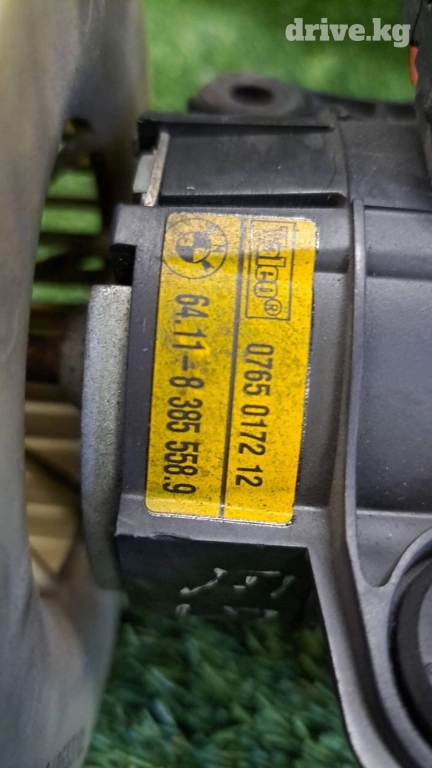 drive.kg
Valeo
0765 0172 12
64.11-8 385 558.9